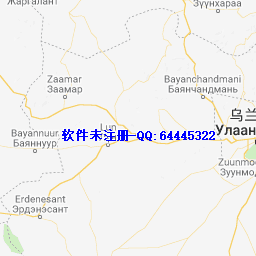 Жаргалант
Зүүнхараа
Zaamar
Заамар
Bayanchandmani
Баянчандмань
乌兰
Улаан
Bayannuur
Баяннуур
Lun
软件未注册-QQ:64445322
Zuunmod
Зуунмод
Erdenesant
Эрдэнэсант